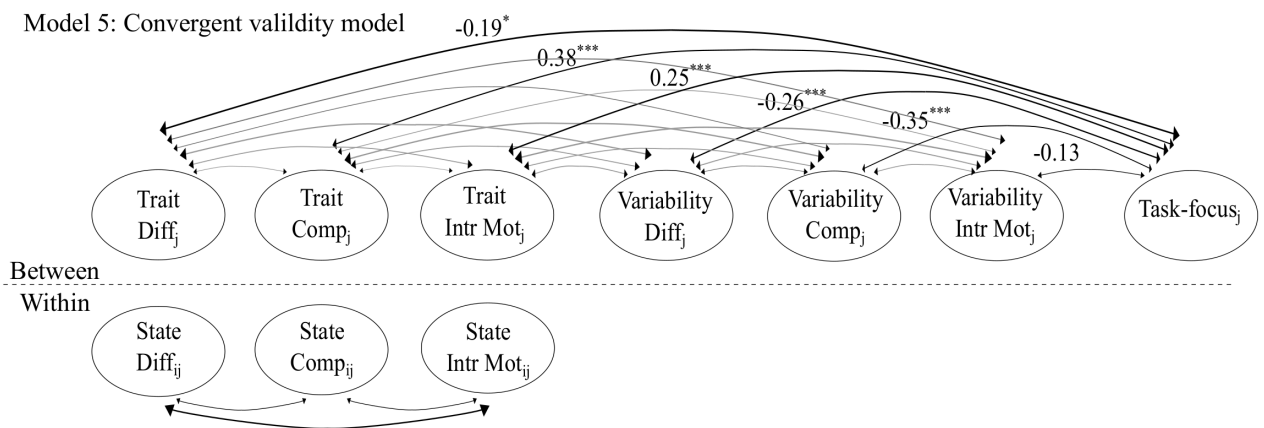 Model 5: Convergent valildity model
-0.19*
0.38***
0.25***
-0.26***
-0.35***
-0.13
Trait
Diffj
Trait
Compj
Trait
Intr Motj
Variability
Diffj
Variability
Compj
Variability
Intr Motj
Task-focusj
Between
Within
State
Diffij
State
Compij
State
Intr Motij